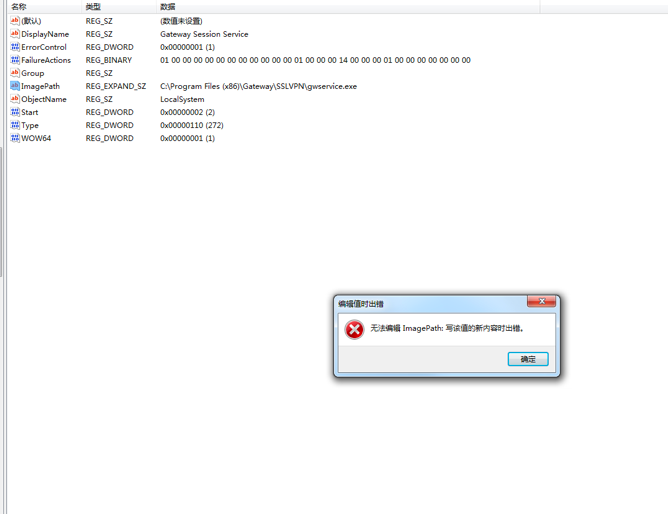 名称 类型 数据
(默认) REG_SZ (数值未设置)
DisplayName REG_SZ Gateway Session Service
ErrorControl REG_DWORD 0x00000001 (1)
FailureActions REG_BINARY 01 00 00 00 00 00 00 00 00 00 00 00 01 00 00 00 14 00 00 00 01 00 00 00 00 00 00 00
Group REG_SZ
ImagePath REG_EXPAND_SZ C:\Program Files (x86)\Gateway\SSLVPN\gwservice.exe
ObjectName REG_SZ LocalSystem
Start REG_DWORD 0x00000002 (2)
Type REG_DWORD 0x00000110 (272)
WOW64 REG_DWORD 0x00000001 (1)
编辑值时出错
无法编辑 ImagePath: 写该值的新内容时出错。
确定